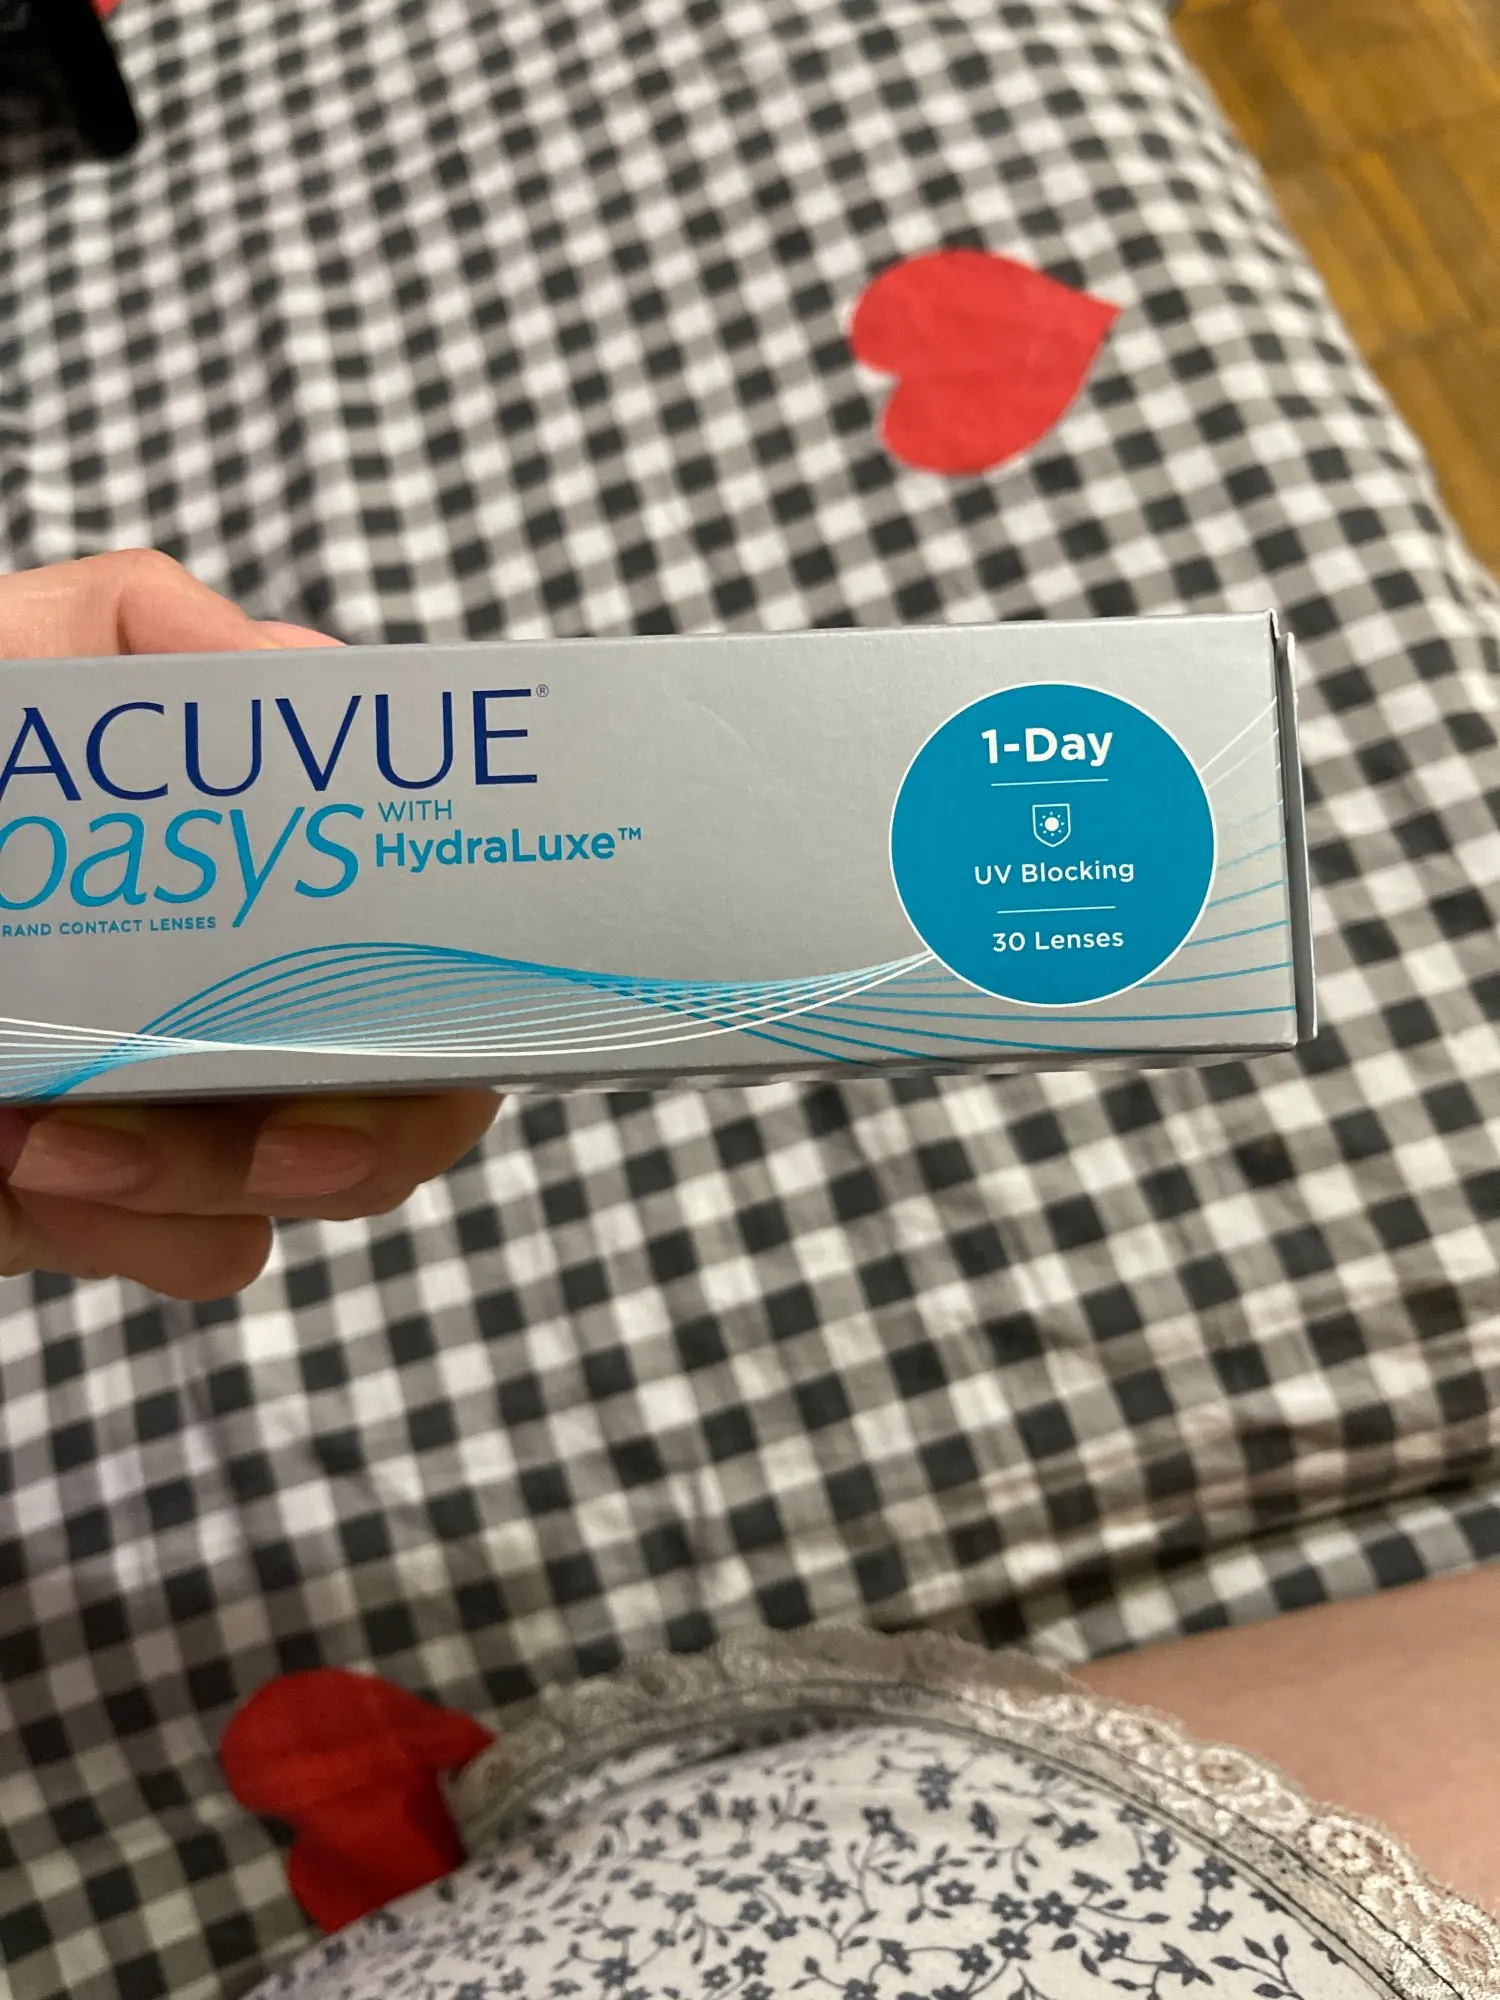 ACUVUE®
oasys WITH
HydraLuxe™
RAND CONTACT LENSES
1-Day
UV Blocking
30 Lenses